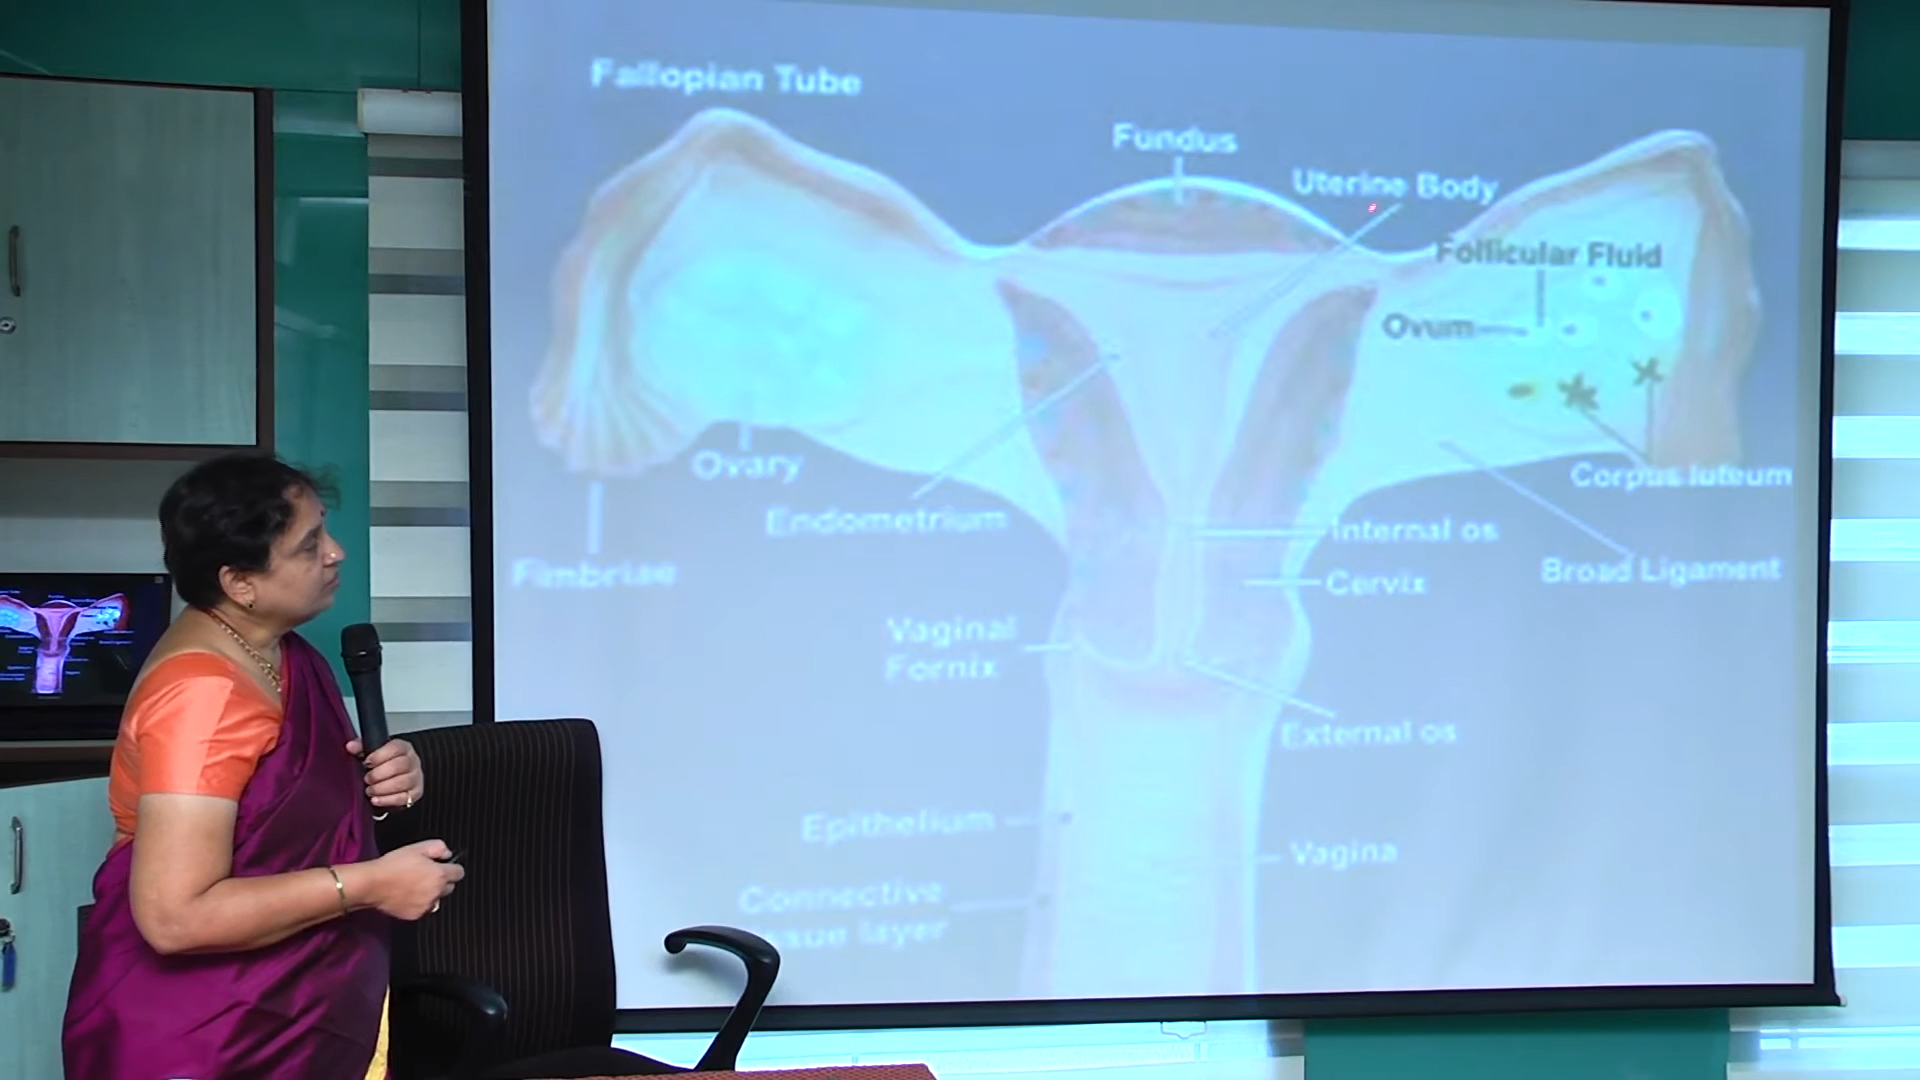 Fallopian Tube
Fundus
Uterine Body
Follicular Fluid
Ovum
Ovary
Corpus luteum
Endometrium
Internal os
Fimbriae
Cervix
Broad Ligament
Vaginal
Fornix
External os
Epithelium
Vagina
Connective
layer